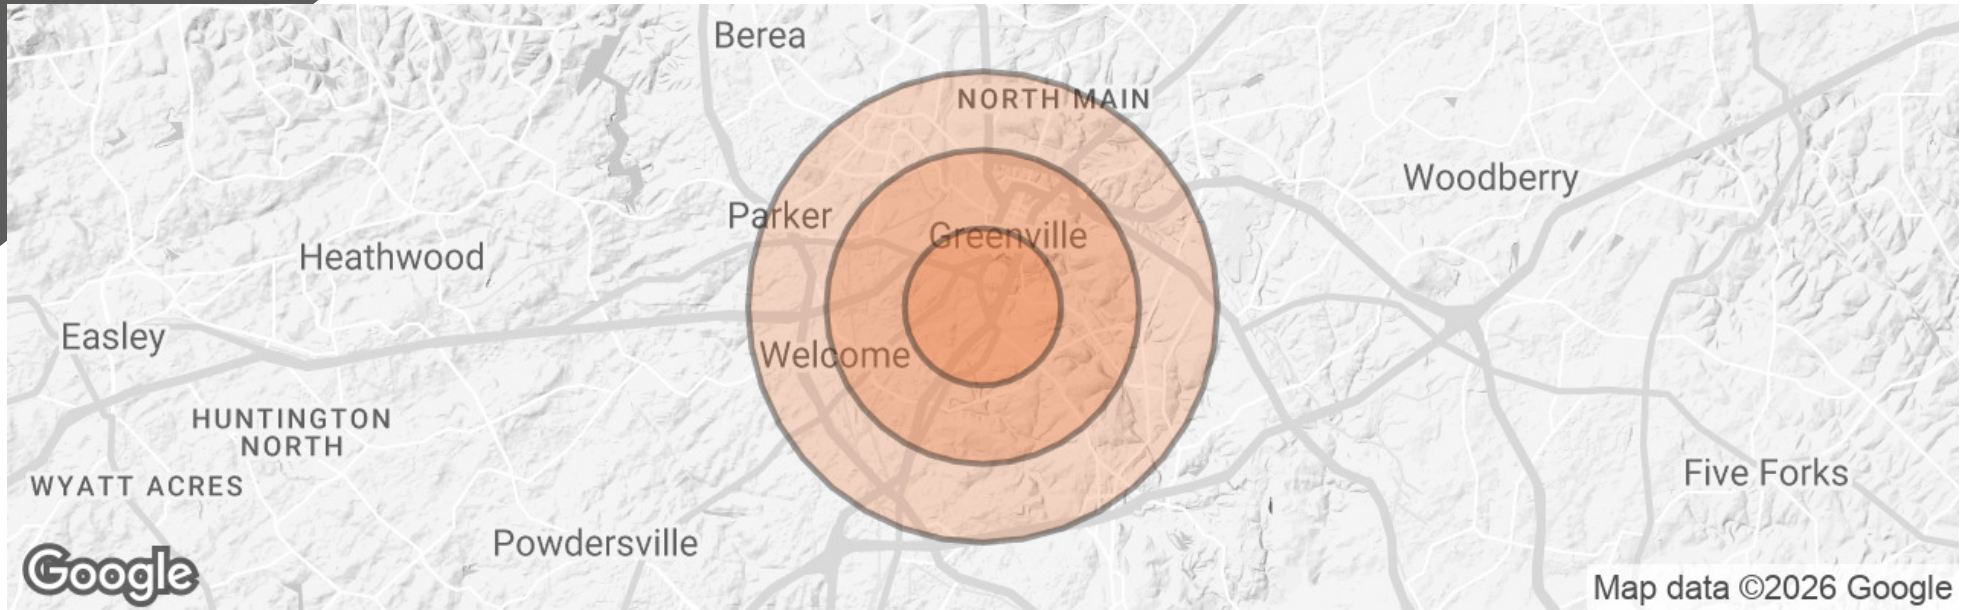 Berea
NORTH MAIN
Woodberry
Parker
Greenville
Heathwood
Easley
Welcome
HUNTINGTON
NORTH
WYATT ACRES
Five Forks
Powdersville
Google
Map data ©2026 Google